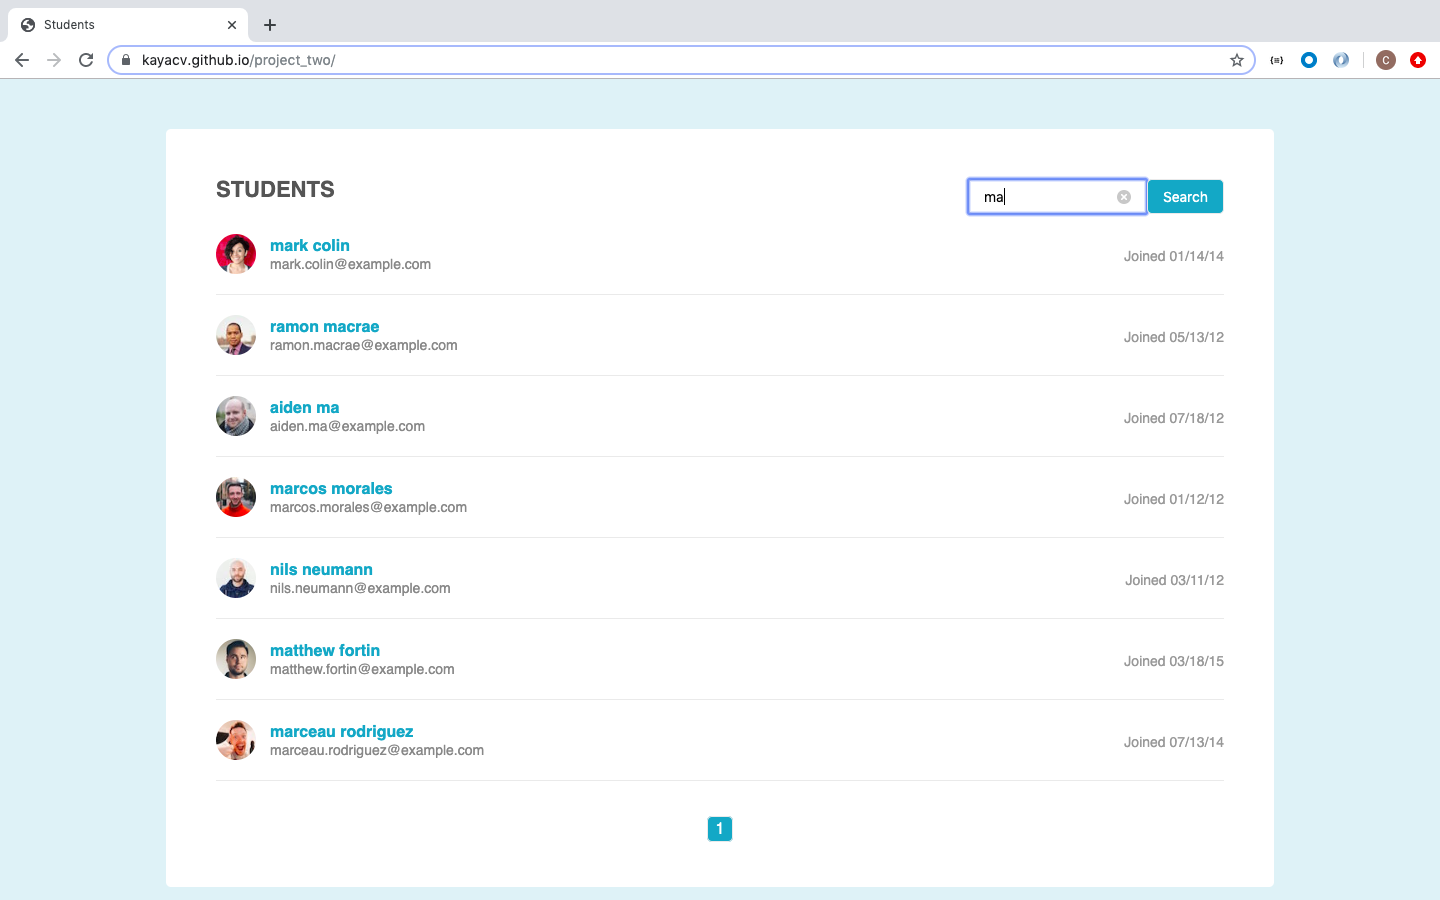 Students
kayacv.github.io/project_two/
C
STUDENTS
ma
Search
mark colin
mark.colin@example.com
Joined 01/14/14
ramon macrae
ramon.macrae@example.com
Joined 05/13/12
aiden ma
aiden.ma@example.com
Joined 07/18/12
marcos morales
marcos.morales@example.com
Joined 01/12/12
nils neumann
nils.neumann@example.com
Joined 03/11/12
matthew fortin
matthew.fortin@example.com
Joined 03/18/15
marceau rodriguez
marceau.rodriguez@example.com
Joined 07/13/14
1